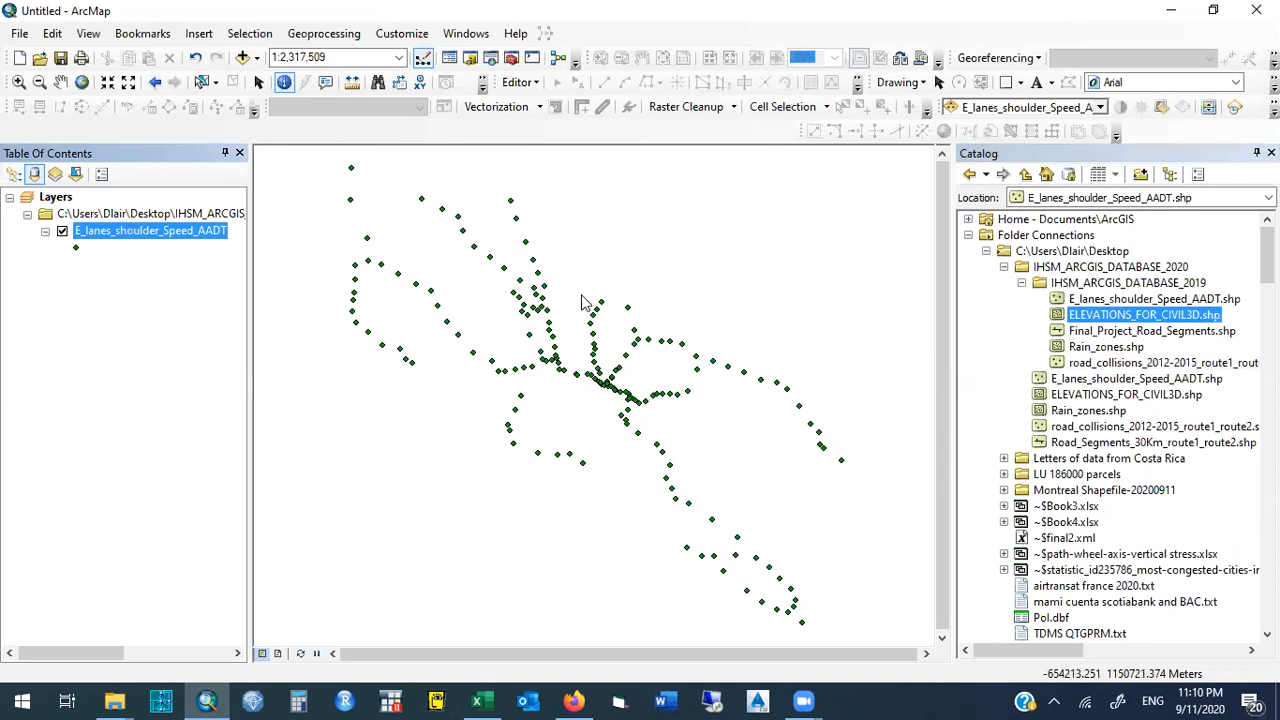 Untitled - ArcMap
File Edit View Bookmarks Insert Selection Geoprocessing Customize Windows Help
1:2,317,509 Georeferencing
Editor Drawing Arial
Vectorization Raster Cleanup Cell Selection E_lanes_shoulder_Speed_A
Table Of Contents
Layers
C:\Users\Dlair\Desktop\IHSM_ARCGIS_
E_lanes_shoulder_Speed_AADT
Catalog
Location: E_lanes_shoulder_Speed_AADT.shp
Home - Documents\ArcGIS
Folder Connections
C:\Users\Dlair\Desktop
IHSM_ARCGIS_DATABASE_2020
IHSM_ARCGIS_DATABASE_2019
E_lanes_shoulder_Speed_AADT.shp
ELEVATIONS_FOR_CIVIL3D.shp
Final_Project_Road_Segments.shp
Rain_zones.shp
road_collisions_2012-2015_route1_rout
E_lanes_shoulder_Speed_AADT.shp
ELEVATIONS_FOR_CIVIL3D.shp
Rain_zones.shp
road_collisions_2012-2015_route1_route2.s
Road_Segments_30Km_route1_route2.shp
Letters of data from Costa Rica
LU 186000 parcels
Montreal Shapefile-20200911
~$Book3.xlsx
~$Book4.xlsx
~$final2.xml
~$path-wheel-axis-vertical stress.xlsx
~$statistic_id235786_most-congested-cities-i
airtransat france 2020.txt
mami cuenta scotiabank and BAC.txt
Pol.dbf
TDMS QTGPRM.txt
-654213.251 1150721.374 Meters
ENG 11:10 PM
9/11/2020 20